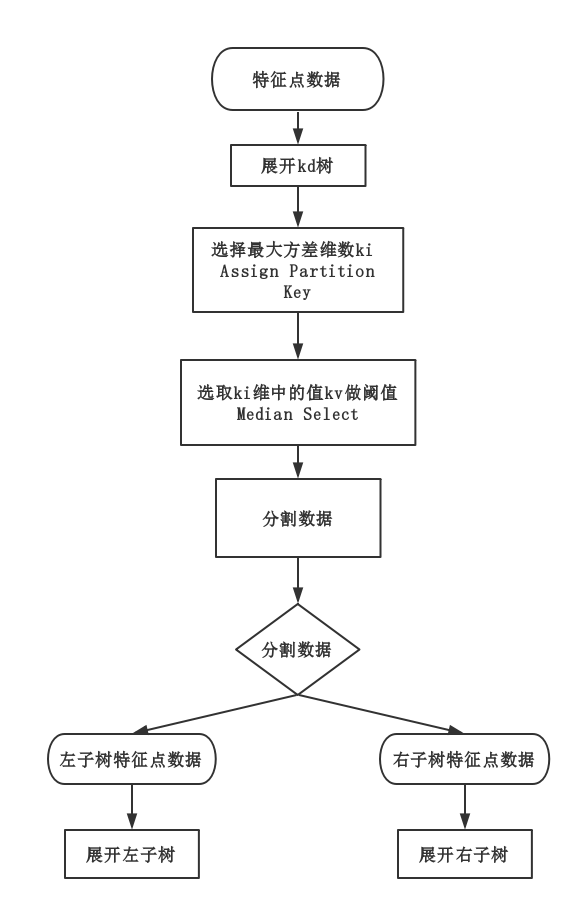 特征点数据
展开kd树
选择最大方差维数ki
Assign Partition
Key
选取ki维中的值kv做阈值
Median Select
分割数据
分割数据
左子树特征点数据
右子树特征点数据
展开左子树
展开右子树